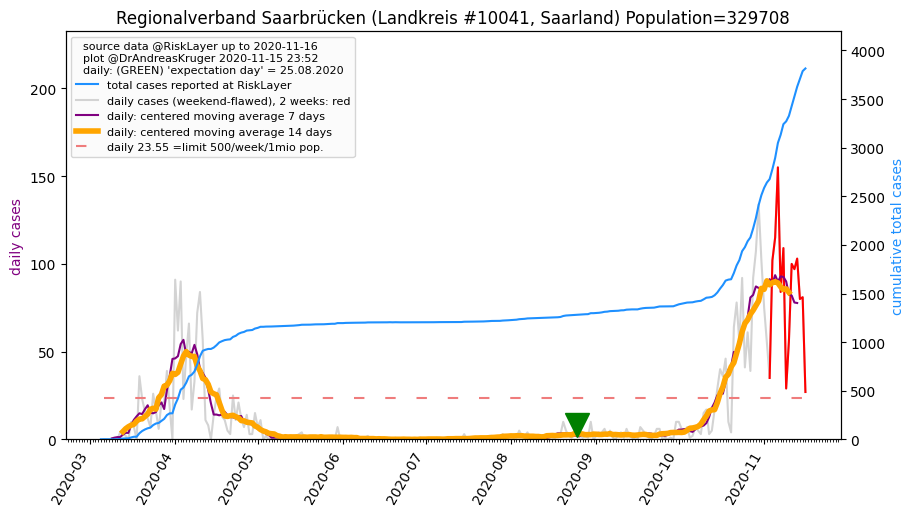 Regionalverband Saarbrücken (Landkreis #10041, Saarland) Population=329708
source data @RiskLayer up to 2020-11-16
plot @DrAndreasKruger 2020-11-15 23:52
daily: (GREEN) 'expectation day' = 25.08.2020
total cases reported at RiskLayer
daily cases (weekend-flawed), 2 weeks: red
daily: centered moving average 7 days
daily: centered moving average 14 days
daily 23.55 =limit 500/week/1mio pop.
daily cases
200
150
100
50
0
cumulative total cases
4000
3500
3000
2500
2000
1500
1000
500
0
2020-03
2020-04
2020-05
2020-06
2020-07
2020-08
2020-09
2020-10
2020-11